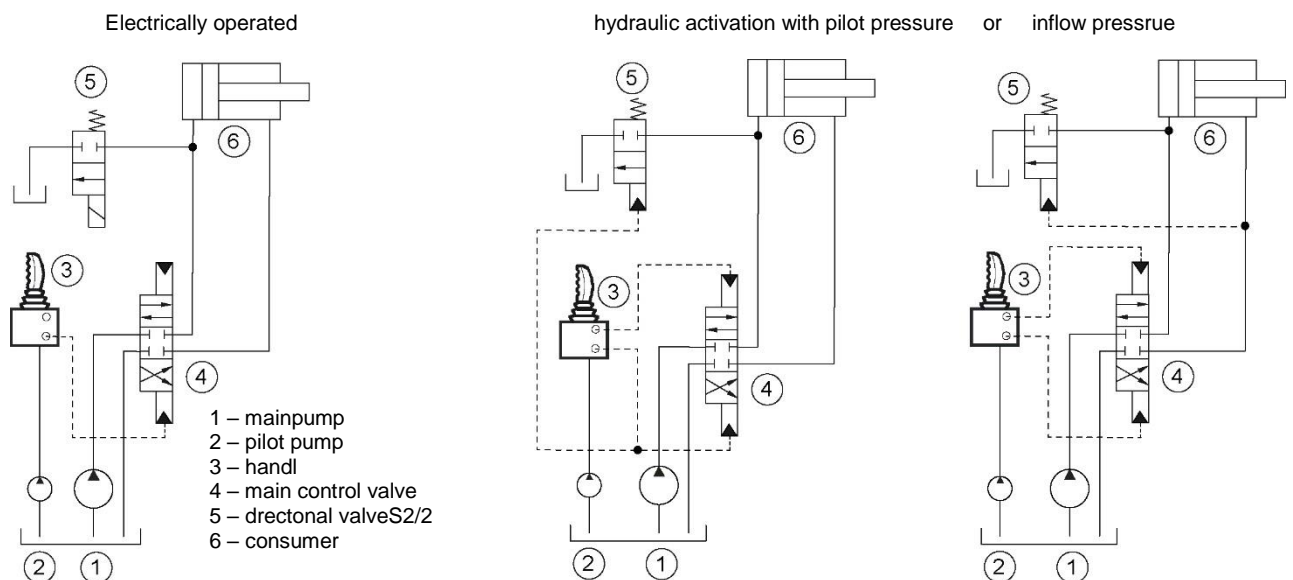 Electrically operated
hydraulic activation with pilot pressure or inflow pressrue
5
6
3
4
2
1
1 – mainpump
2 – pilot pump
3 – handl
4 – main control valve
5 – drectonal valveS2/2
6 – consumer
5
6
3
4
2
1
5
6
3
4
2
1